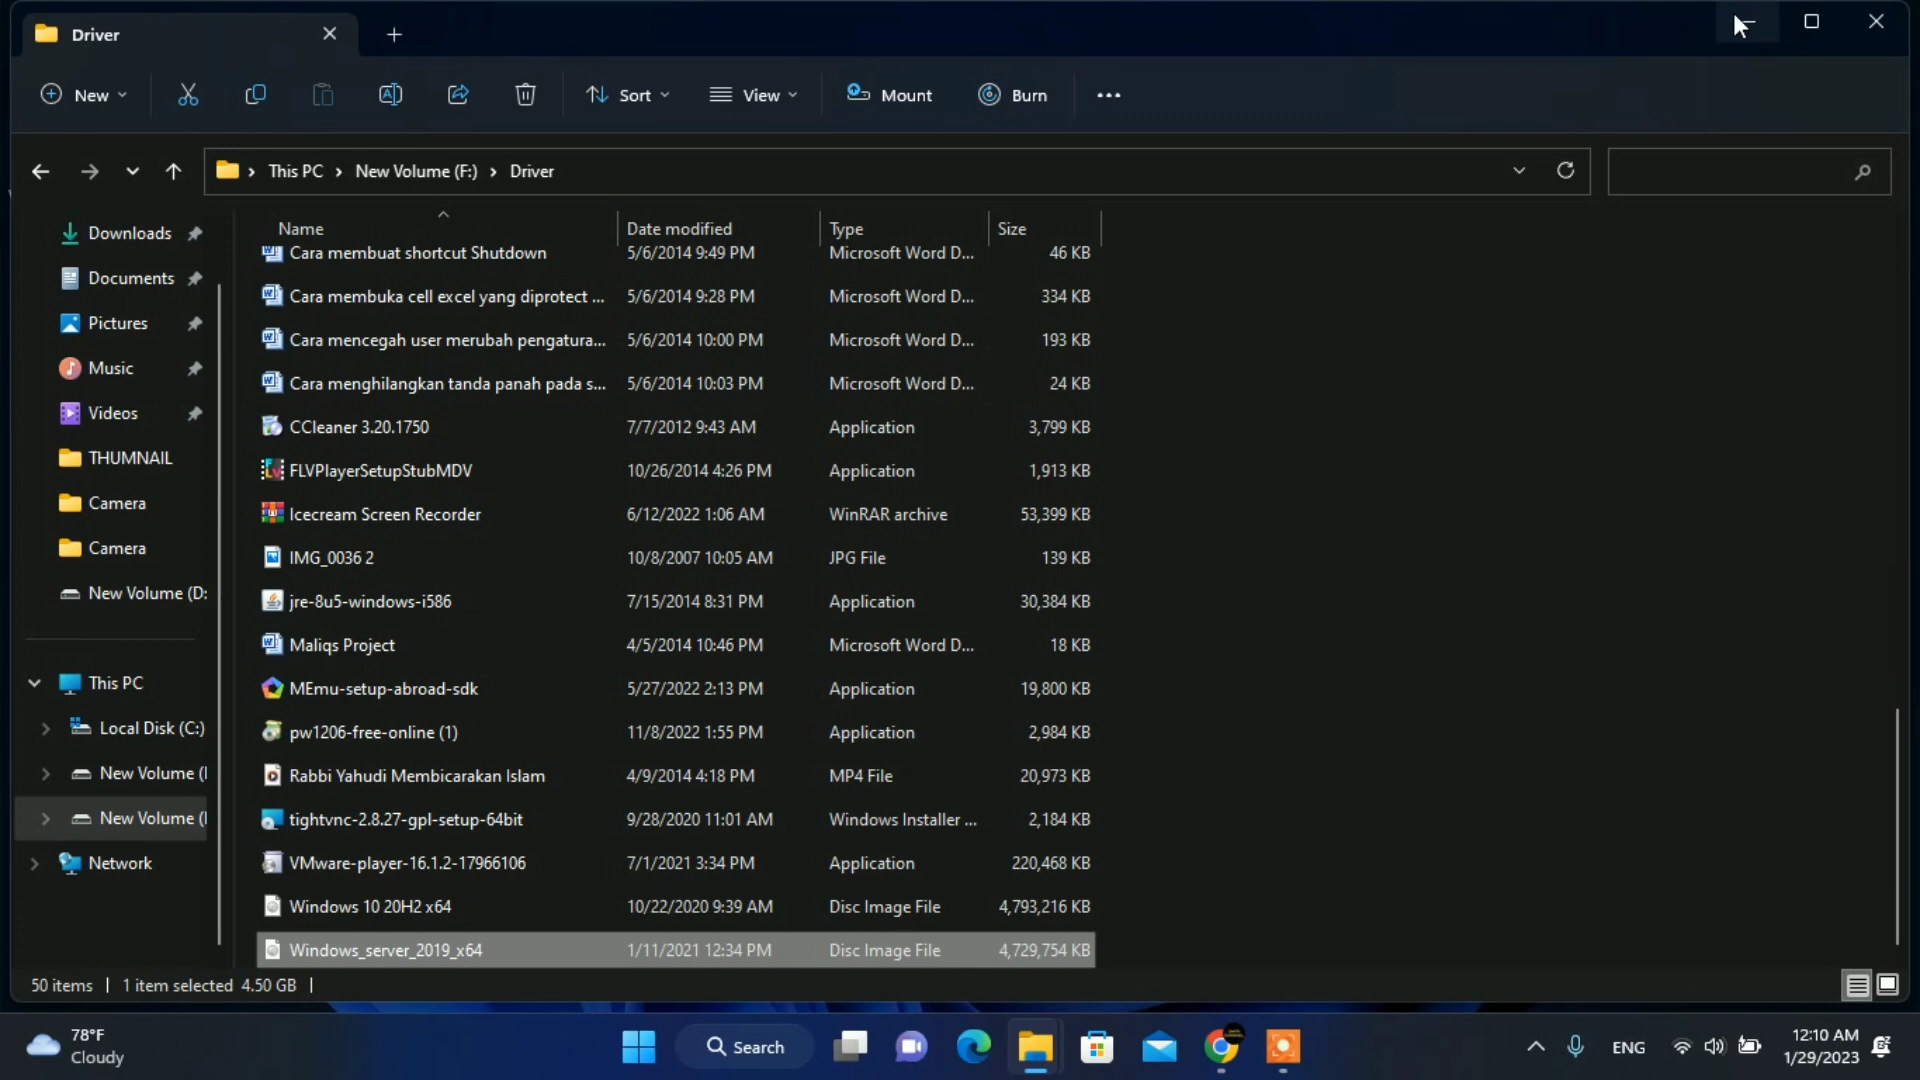 Driver
New
Sort
View
Mount
Burn
This PC
New Volume (F:)
Driver
Downloads
Documents
Pictures
Music
Videos
THUMNAIL
Camera
Camera
New Volume (D:
This PC
Local Disk (C:)
New Volume (
New Volume (
Network
Name Date modified Type Size
Cara membuat shortcut Shutdown 5/6/2014 9:49 PM Microsoft Word D... 46 KB
Cara membuka cell excel yang diprotect ... 5/6/2014 9:28 PM Microsoft Word D... 334 KB
Cara mencegah user merubah pengatura... 5/6/2014 10:00 PM Microsoft Word D... 193 KB
Cara menghilangkan tanda panah pada s... 5/6/2014 10:03 PM Microsoft Word D... 24 KB
CCleaner 3.20.1750 7/7/2012 9:43 AM Application 3,799 KB
FLVPlayerSetupStubMDV 10/26/2014 4:26 PM Application 1,913 KB
Icecream Screen Recorder 6/12/2022 1:06 AM WinRAR archive 53,399 KB
IMG_0036 2 10/8/2007 10:05 AM JPG File 139 KB
jre-8u5-windows-i586 7/15/2014 8:31 PM Application 30,384 KB
Maliqs Project 4/5/2014 10:46 PM Microsoft Word D... 18 KB
MEmu-setup-abroad-sdk 5/27/2022 2:13 PM Application 19,800 KB
pw1206-free-online (1) 11/8/2022 1:55 PM Application 2,984 KB
Rabbi Yahudi Membicarakan Islam 4/9/2014 4:18 PM MP4 File 20,973 KB
tightvnc-2.8.27-gpl-setup-64bit 9/28/2020 11:01 AM Windows Installer ... 2,184 KB
VMware-player-16.1.2-17966106 7/1/2021 3:34 PM Application 220,468 KB
Windows 10 20H2 x64 10/22/2020 9:39 AM Disc Image File 4,793,216 KB
Windows_server_2019_x64 1/11/2021 12:34 PM Disc Image File 4,729,754 KB
50 items 1 item selected 4.50 GB
78°F
Cloudy
Search
ENG
12:10 AM
1/29/2023